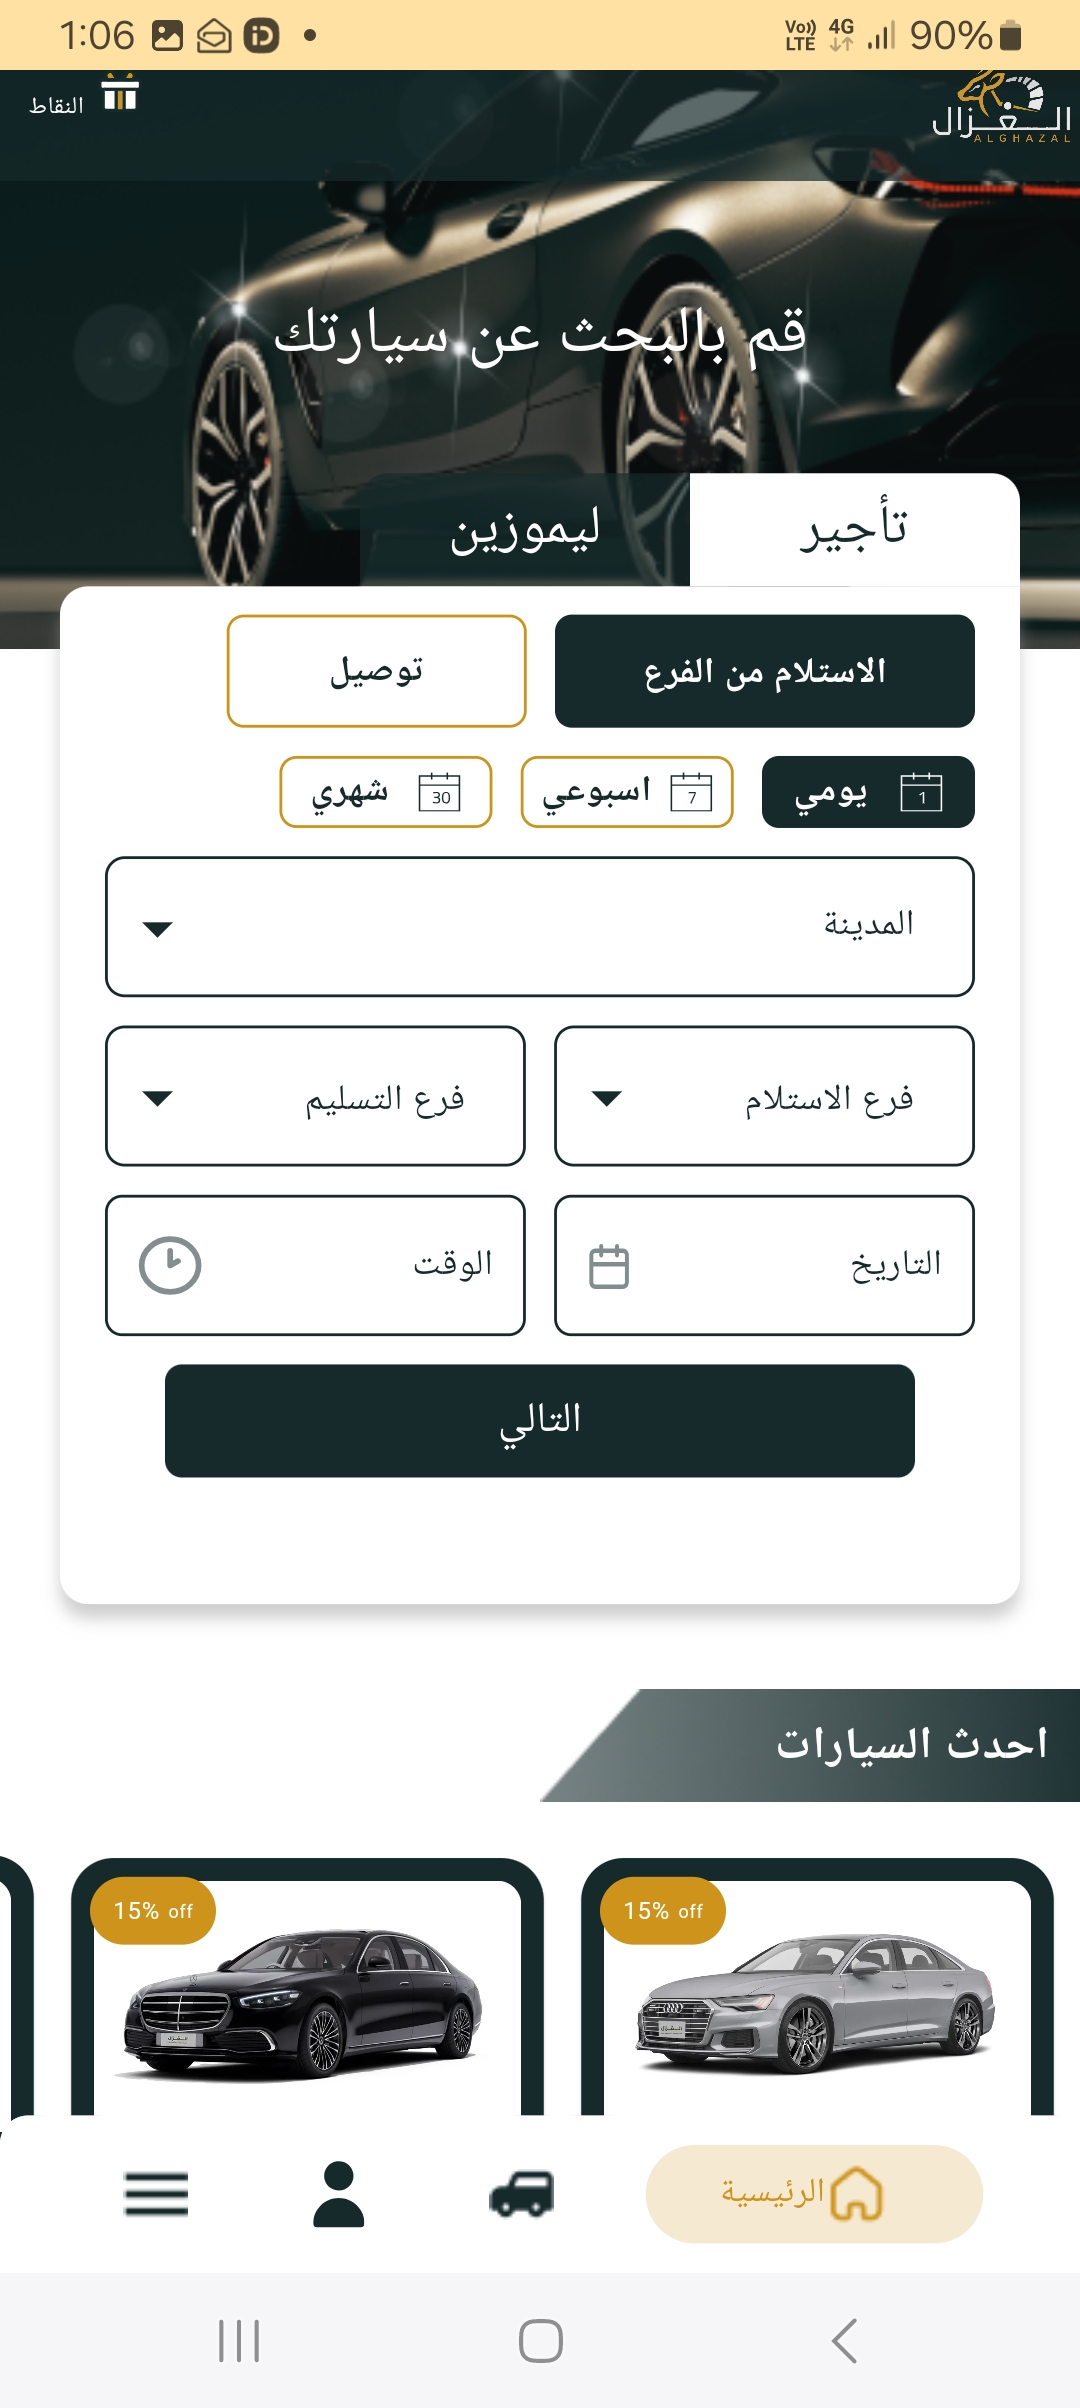 1:06
Vo)) LTE 4G 90%
النقاط
الغزال
ALGHAZAL
قم بالبحث عن سيارتك
تأجير
ليموزين
الاستلام من الفرع
توصيل
1 يومي
7 اسبوعي
30 شهري
المدينة
فرع الاستلام
فرع التسليم
التاريخ
الوقت
التالي
احدث السيارات
15% off
15% off
الرئيسية